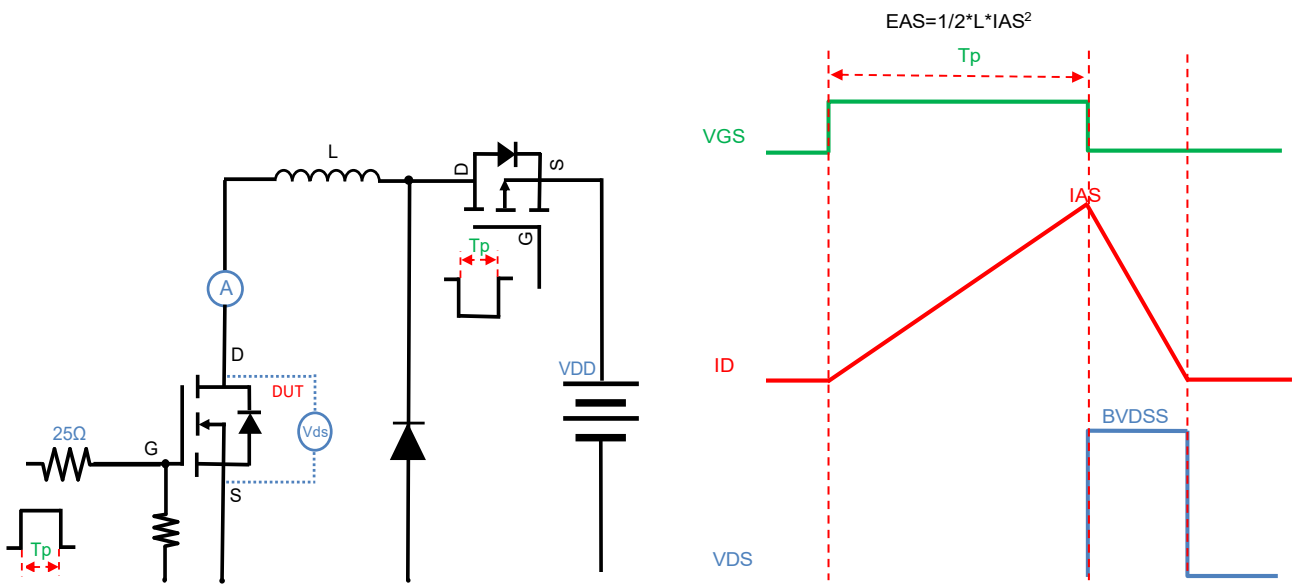 EAS=1/2*L*IAS²
Tp
VGS
IAS
ID
BVDSS
VDS
L
D
S
G
Tp
A
VDD
D
DUT
Vds
25Ω
G
S
Tp